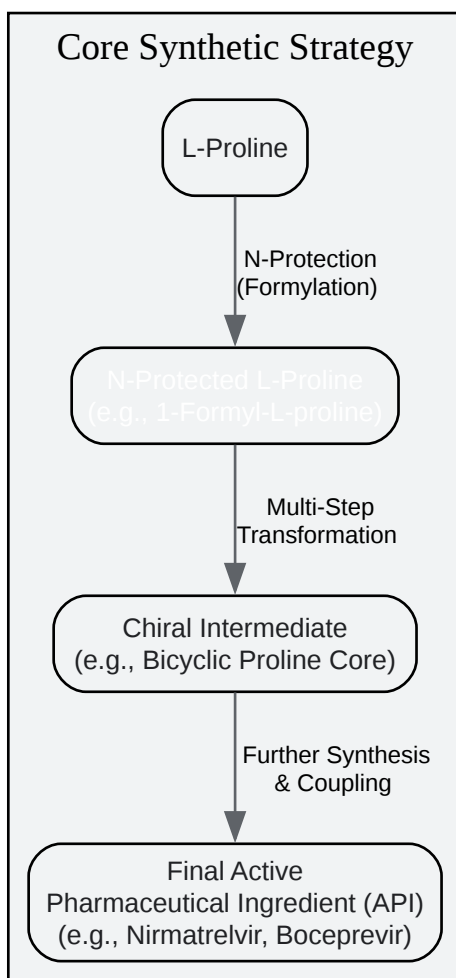 Core Synthetic Strategy
L-Proline
N-Protection
(Formylation)
N-Protected L-Proline
(e.g., 1-Formyl-L-proline)
Multi-Step
Transformation
Chiral Intermediate
(e.g., Bicyclic Proline Core)
Further Synthesis
& Coupling
Final Active
Pharmaceutical Ingredient (API)
(e.g., Nirmatrelvir, Boceprevir)